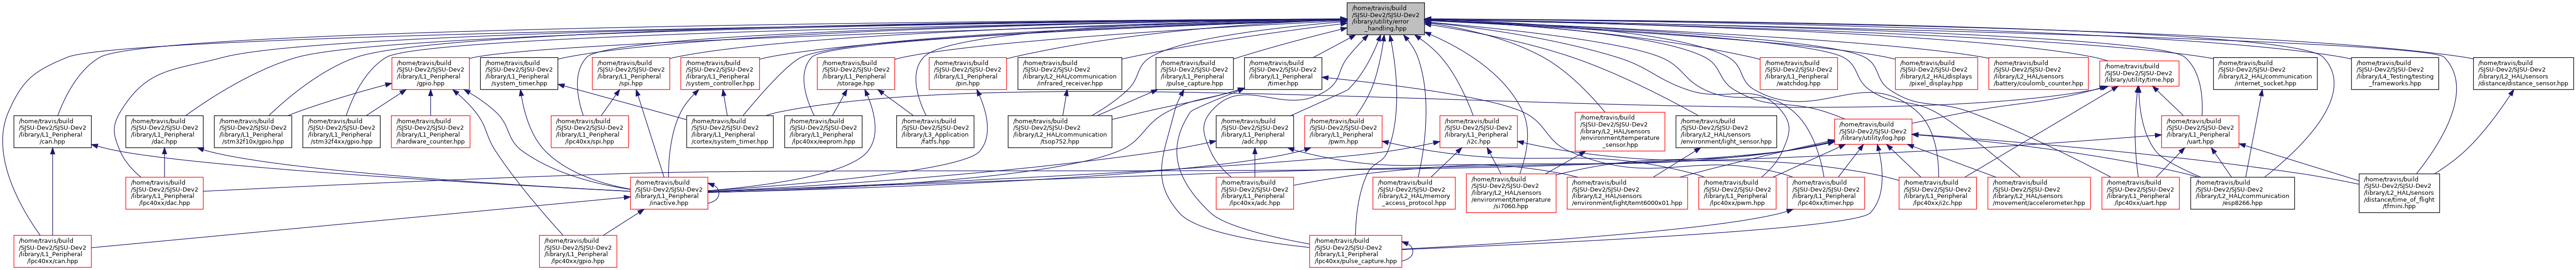 /home/travis/build
/SJSU-Dev2/SJSU-Dev2
/library/utility/error
_handling.hpp
/home/travis/build
/SJSU-Dev2/SJSU-Dev2
/library/L1_Peripheral
/gpio.hpp
/home/travis/build
/SJSU-Dev2/SJSU-Dev2
/library/L1_Peripheral
/system_timer.hpp
/home/travis/build
/SJSU-Dev2/SJSU-Dev2
/library/L1_Peripheral
/spi.hpp
/home/travis/build
/SJSU-Dev2/SJSU-Dev2
/library/L1_Peripheral
/system_controller.hpp
/home/travis/build
/SJSU-Dev2/SJSU-Dev2
/library/L1_Peripheral
/storage.hpp
/home/travis/build
/SJSU-Dev2/SJSU-Dev2
/library/L1_Peripheral
/pin.hpp
/home/travis/build
/SJSU-Dev2/SJSU-Dev2
/library/L2_HAL/communication
/infrared_receiver.hpp
/home/travis/build
/SJSU-Dev2/SJSU-Dev2
/library/L1_Peripheral
/pulse_capture.hpp
/home/travis/build
/SJSU-Dev2/SJSU-Dev2
/library/L1_Peripheral
/timer.hpp
/home/travis/build
/SJSU-Dev2/SJSU-Dev2
/library/L1_Peripheral
/watchdog.hpp
/home/travis/build
/SJSU-Dev2/SJSU-Dev2
/library/L2_HAL/displays
/pixel_display.hpp
/home/travis/build
/SJSU-Dev2/SJSU-Dev2
/library/L2_HAL/sensors
/battery/coulomb_counter.hpp
/home/travis/build
/SJSU-Dev2/SJSU-Dev2
/library/utility/time.hpp
/home/travis/build
/SJSU-Dev2/SJSU-Dev2
/library/L2_HAL/communication
/internet_socket.hpp
/home/travis/build
/SJSU-Dev2/SJSU-Dev2
/library/L4_Testing/testing
_frameworks.hpp
/home/travis/build
/SJSU-Dev2/SJSU-Dev2
/library/L2_HAL/sensors
/distance/distance_sensor.hpp
/home/travis/build
/SJSU-Dev2/SJSU-Dev2
/library/L1_Peripheral
/can.hpp
/home/travis/build
/SJSU-Dev2/SJSU-Dev2
/library/L1_Peripheral
/dac.hpp
/home/travis/build
/SJSU-Dev2/SJSU-Dev2
/library/L1_Peripheral
/stm32f10x/gpio.hpp
/home/travis/build
/SJSU-Dev2/SJSU-Dev2
/library/L1_Peripheral
/stm32f4xx/gpio.hpp
/home/travis/build
/SJSU-Dev2/SJSU-Dev2
/library/L1_Peripheral
/hardware_counter.hpp
/home/travis/build
/SJSU-Dev2/SJSU-Dev2
/library/L1_Peripheral
/lpc40xx/spi.hpp
/home/travis/build
/SJSU-Dev2/SJSU-Dev2
/library/L1_Peripheral
/cortex/system_timer.hpp
/home/travis/build
/SJSU-Dev2/SJSU-Dev2
/library/L1_Peripheral
/lpc40xx/eeprom.hpp
/home/travis/build
/SJSU-Dev2/SJSU-Dev2
/library/L3_Application
/fatfs.hpp
/home/travis/build
/SJSU-Dev2/SJSU-Dev2
/library/L2_HAL/communication
/tsop752.hpp
/home/travis/build
/SJSU-Dev2/SJSU-Dev2
/library/L1_Peripheral
/adc.hpp
/home/travis/build
/SJSU-Dev2/SJSU-Dev2
/library/L1_Peripheral
/pwm.hpp
/home/travis/build
/SJSU-Dev2/SJSU-Dev2
/library/L1_Peripheral
/i2c.hpp
/home/travis/build
/SJSU-Dev2/SJSU-Dev2
/library/L2_HAL/sensors
/environment/temperature
_sensor.hpp
/home/travis/build
/SJSU-Dev2/SJSU-Dev2
/library/L2_HAL/sensors
/environment/light_sensor.hpp
/home/travis/build
/SJSU-Dev2/SJSU-Dev2
/library/utility/log.hpp
/home/travis/build
/SJSU-Dev2/SJSU-Dev2
/library/L1_Peripheral
/uart.hpp
/home/travis/build
/SJSU-Dev2/SJSU-Dev2
/library/L1_Peripheral
/lpc40xx/dac.hpp
/home/travis/build
/SJSU-Dev2/SJSU-Dev2
/library/L1_Peripheral
/inactive.hpp
/home/travis/build
/SJSU-Dev2/SJSU-Dev2
/library/L1_Peripheral
/lpc40xx/adc.hpp
/home/travis/build
/SJSU-Dev2/SJSU-Dev2
/library/L2_HAL/memory
_access_protocol.hpp
/home/travis/build
/SJSU-Dev2/SJSU-Dev2
/library/L2_HAL/sensors
/environment/temperature
/si7060.hpp
/home/travis/build
/SJSU-Dev2/SJSU-Dev2
/library/L2_HAL/sensors
/environment/light/temt6000x01.hpp
/home/travis/build
/SJSU-Dev2/SJSU-Dev2
/library/L1_Peripheral
/lpc40xx/pwm.hpp
/home/travis/build
/SJSU-Dev2/SJSU-Dev2
/library/L1_Peripheral
/lpc40xx/timer.hpp
/home/travis/build
/SJSU-Dev2/SJSU-Dev2
/library/L1_Peripheral
/lpc40xx/i2c.hpp
/home/travis/build
/SJSU-Dev2/SJSU-Dev2
/library/L2_HAL/sensors
/movement/accelerometer.hpp
/home/travis/build
/SJSU-Dev2/SJSU-Dev2
/library/L1_Peripheral
/lpc40xx/uart.hpp
/home/travis/build
/SJSU-Dev2/SJSU-Dev2
/library/L2_HAL/communication
/esp8266.hpp
/home/travis/build
/SJSU-Dev2/SJSU-Dev2
/library/L2_HAL/sensors
/distance/time_of_flight
/tfmini.hpp
/home/travis/build
/SJSU-Dev2/SJSU-Dev2
/library/L1_Peripheral
/lpc40xx/can.hpp
/home/travis/build
/SJSU-Dev2/SJSU-Dev2
/library/L1_Peripheral
/lpc40xx/gpio.hpp
/home/travis/build
/SJSU-Dev2/SJSU-Dev2
/library/L1_Peripheral
/lpc40xx/pulse_capture.hpp